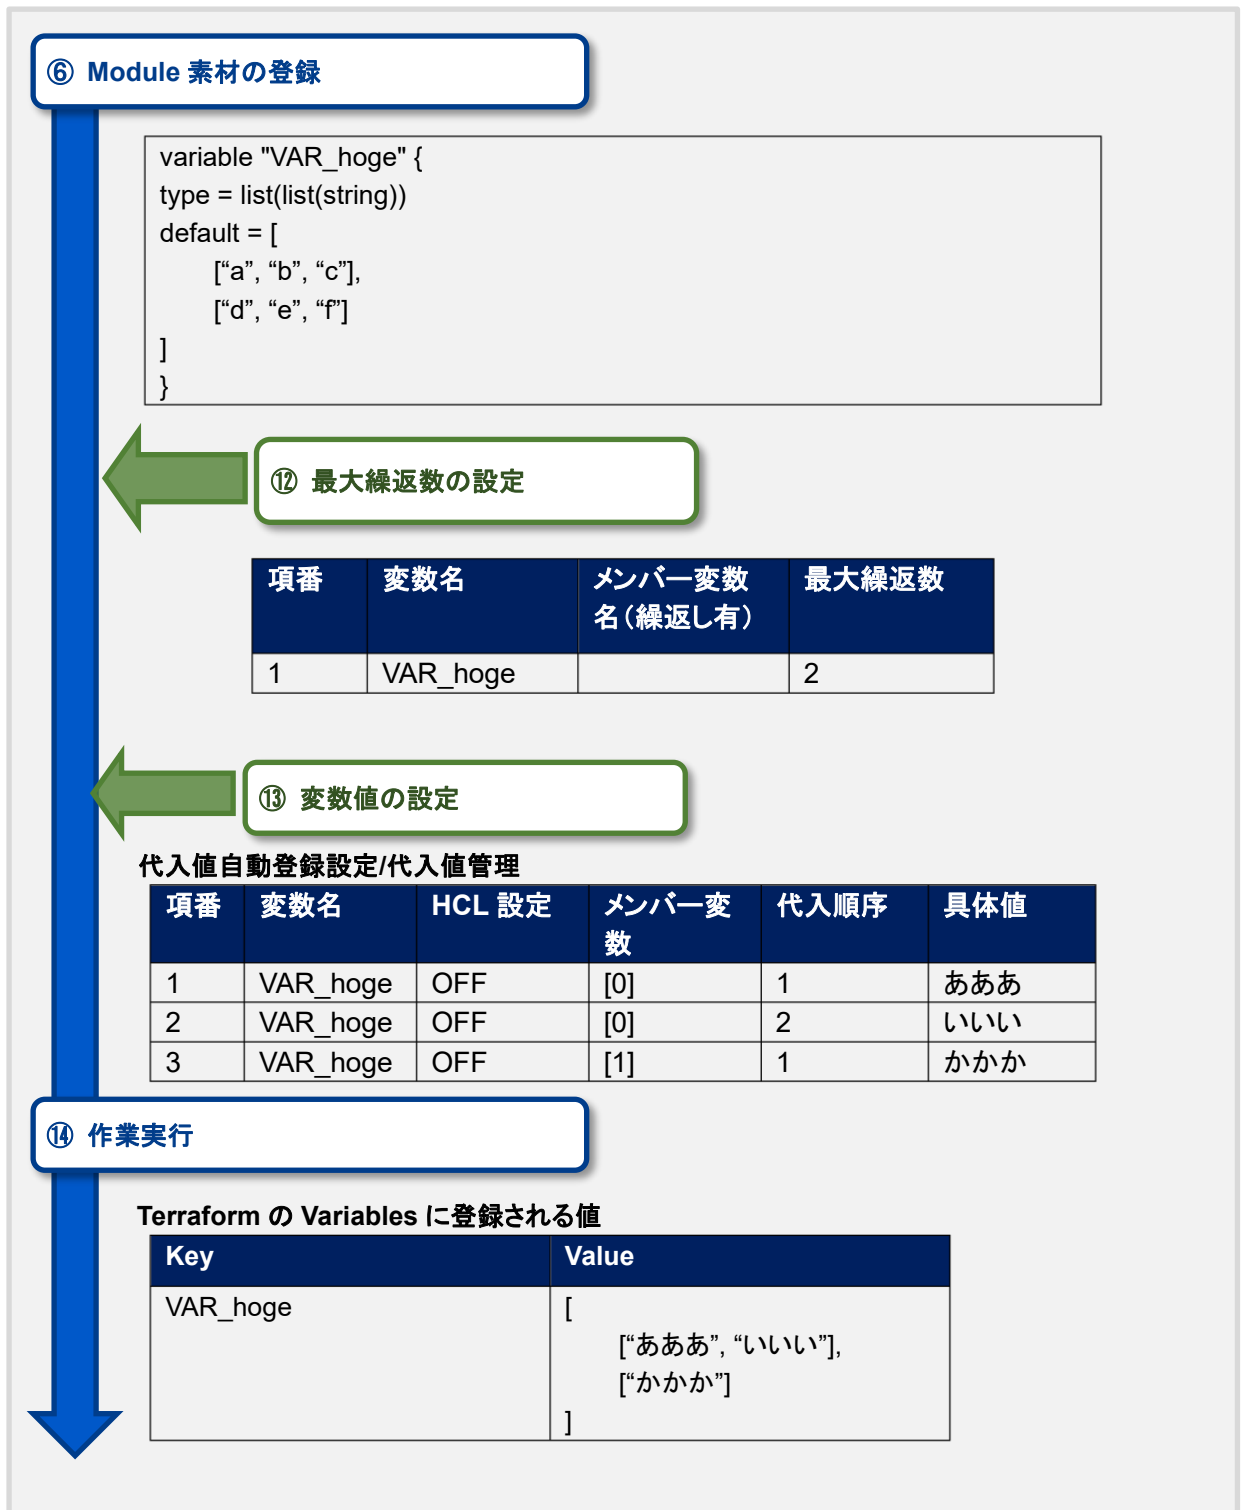 ⑥ Module 素材の登録
variable "VAR_hoge" {
type = list(list(string))
default = [
[“a”, “b”, “c”],
[“d”, “e”, “f”]
]
}
⑫ 最大繰返数の設定
項番 変数名 メンバー変数名（繰返し有） 最大繰返数
1 VAR_hoge 2
⑬ 変数値の設定
代入値自動登録設定/代入値管理
項番 変数名 HCL 設定 メンバー変数 代入順序 具体値
1 VAR_hoge OFF [0] 1 あああ
2 VAR_hoge OFF [0] 2 いいい
3 VAR_hoge OFF [1] 1 かかか
⑭ 作業実行
Terraform の Variables に登録される値
Key Value
VAR_hoge [
[“あああ”, “いいい”],
[“かかか”]
]